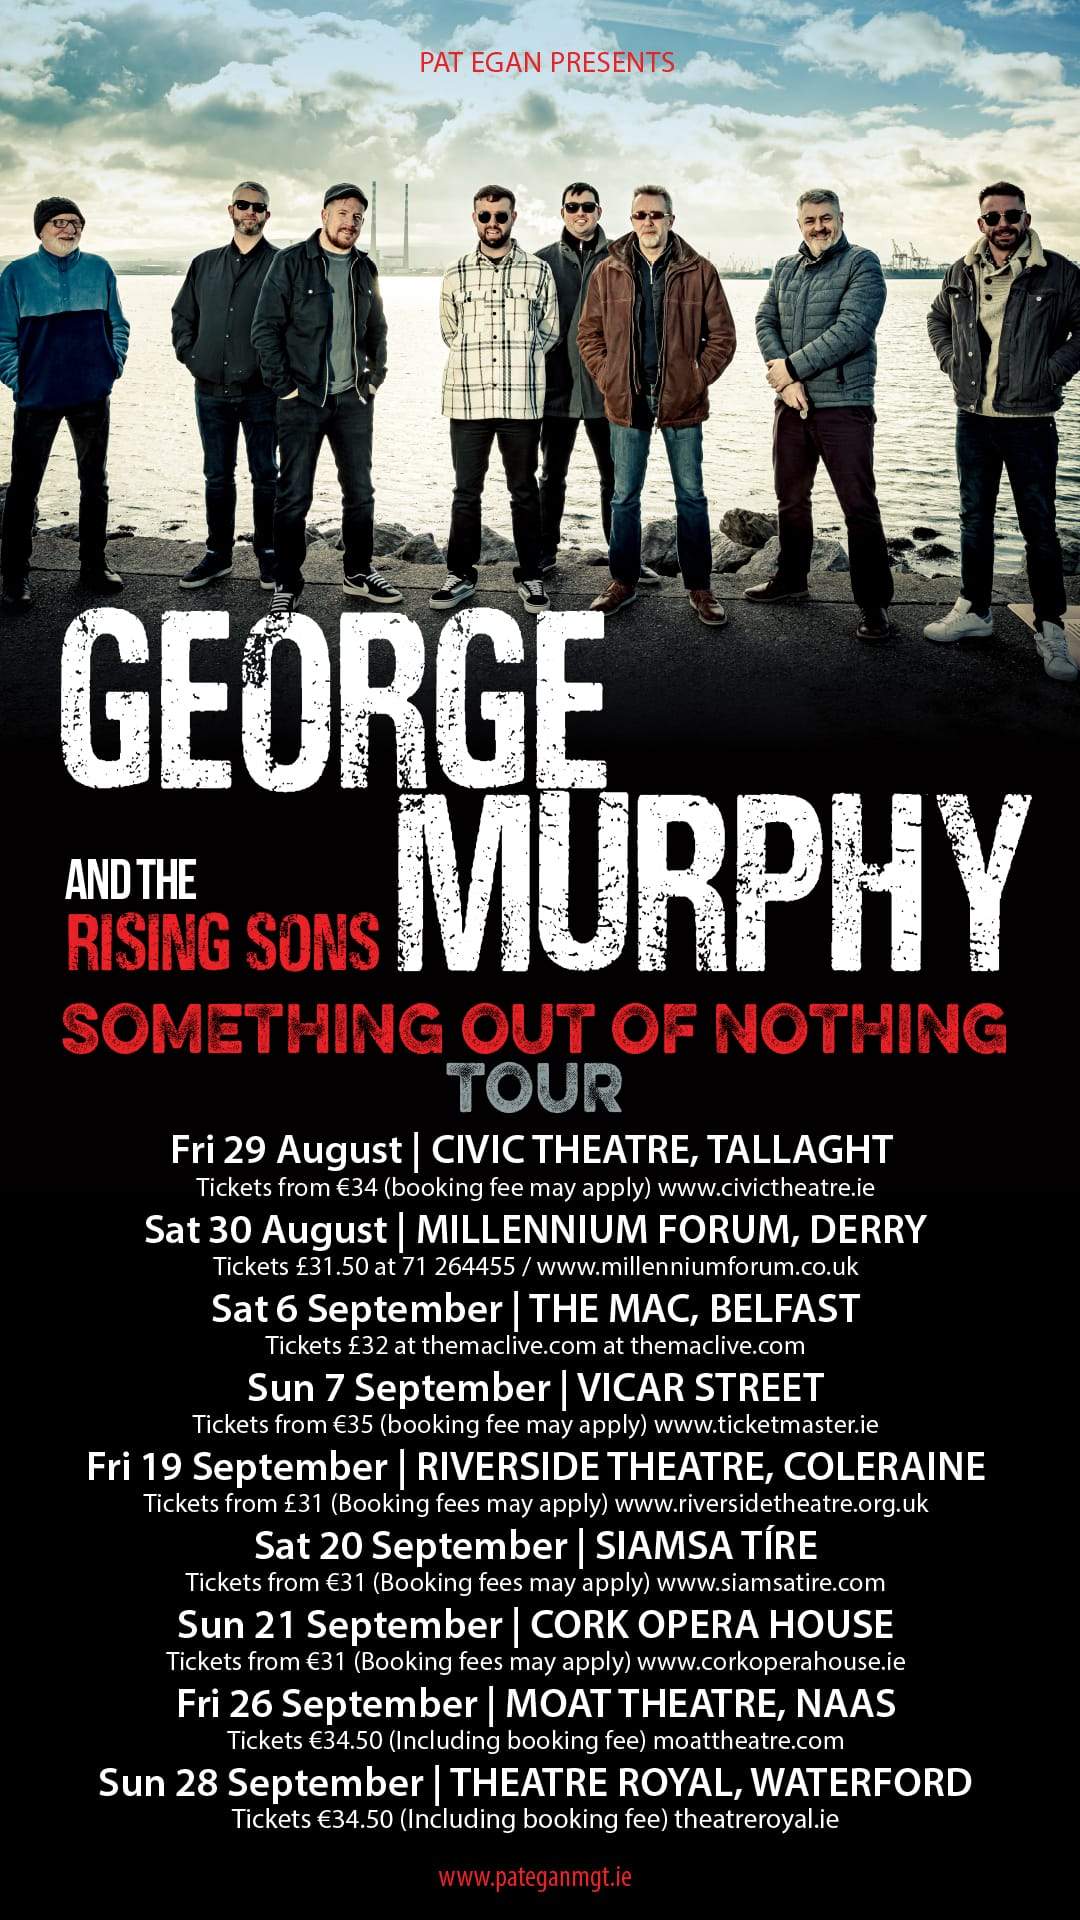 PAT EGAN PRESENTS
GEORGE
MURPHY
AND THE
RISING SONS
SOMETHING OUT OF NOTHING
TOUR
Fri 29 August | CIVIC THEATRE, TALLAGHT
Tickets from €34 (booking fee may apply) www.civictheatre.ie
Sat 30 August | MILLENNIUM FORUM, DERRY
Tickets £31.50 at 71 264455 / www.millenniumforum.co.uk
Sat 6 September | THE MAC, BELFAST
Tickets £32 at themaclive.com at themaclive.com
Sun 7 September | VICAR STREET
Tickets from €35 (booking fee may apply) www.ticketmaster.ie
Fri 19 September | RIVERSIDE THEATRE, COLERAINE
Tickets from £31 (Booking fees may apply) www.riversidetheatre.org.uk
Sat 20 September | SIAMSA TÍRE
Tickets from €31 (Booking fees may apply) www.siamsatire.com
Sun 21 September | CORK OPERA HOUSE
Tickets from €31 (Booking fees may apply) www.corkoperahouse.ie
Fri 26 September | MOAT THEATRE, NAAS
Tickets €34.50 (Including booking fee) moattheatre.com
Sun 28 September | THEATRE ROYAL, WATERFORD
Tickets €34.50 (Including booking fee) theatreroyal.ie
www.pateganmgt.ie